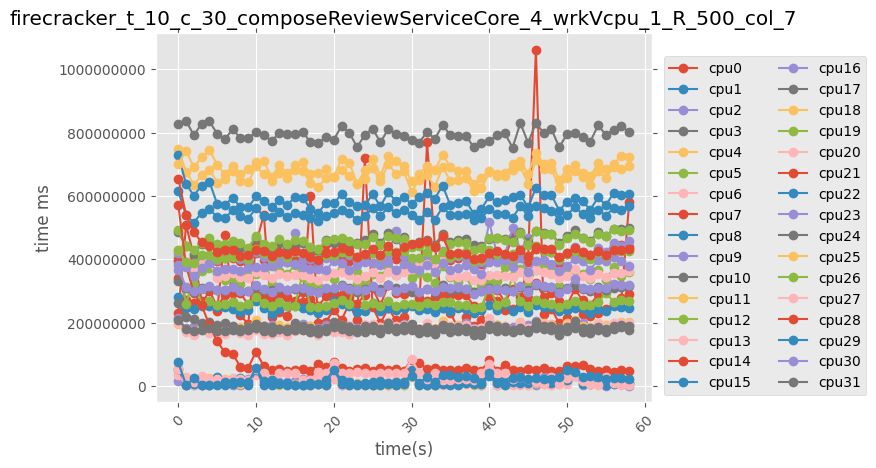 firecracker_t_10_c_30_composeReviewServiceCore_4_wrkVcpu_1_R_500_col_7
time ms
1000000000
800000000
600000000
400000000
200000000
0
0
10
20
30
40
50
60
time(s)
cpu0
cpu1
cpu2
cpu3
cpu4
cpu5
cpu6
cpu7
cpu8
cpu9
cpu10
cpu11
cpu12
cpu13
cpu14
cpu15
cpu16
cpu17
cpu18
cpu19
cpu20
cpu21
cpu22
cpu23
cpu24
cpu25
cpu26
cpu27
cpu28
cpu29
cpu30
cpu31